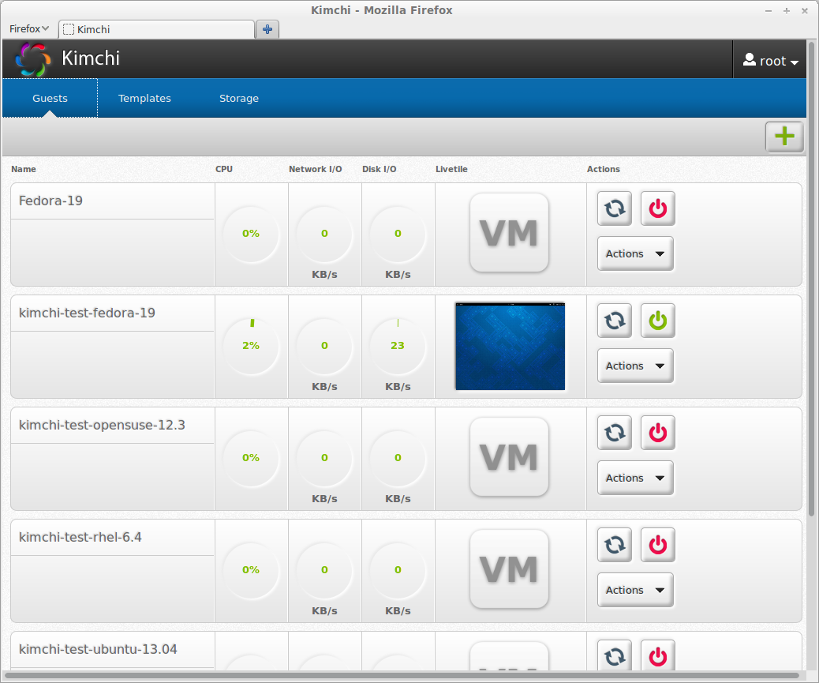 Kimchi - Mozilla Firefox
Firefox
Kimchi
Kimchi
root
Guests Templates Storage
Name CPU Network I/O Disk I/O Livetile Actions
Fedora-19
0% 0 0 VM
KB/s KB/s
Actions
kimchi-test-fedora-19
2% 0 23
KB/s KB/s
Actions
kimchi-test-opensuse-12.3
0% 0 0 VM
KB/s KB/s
Actions
kimchi-test-rhel-6.4
0% 0 0 VM
KB/s KB/s
Actions
kimchi-test-ubuntu-13.04